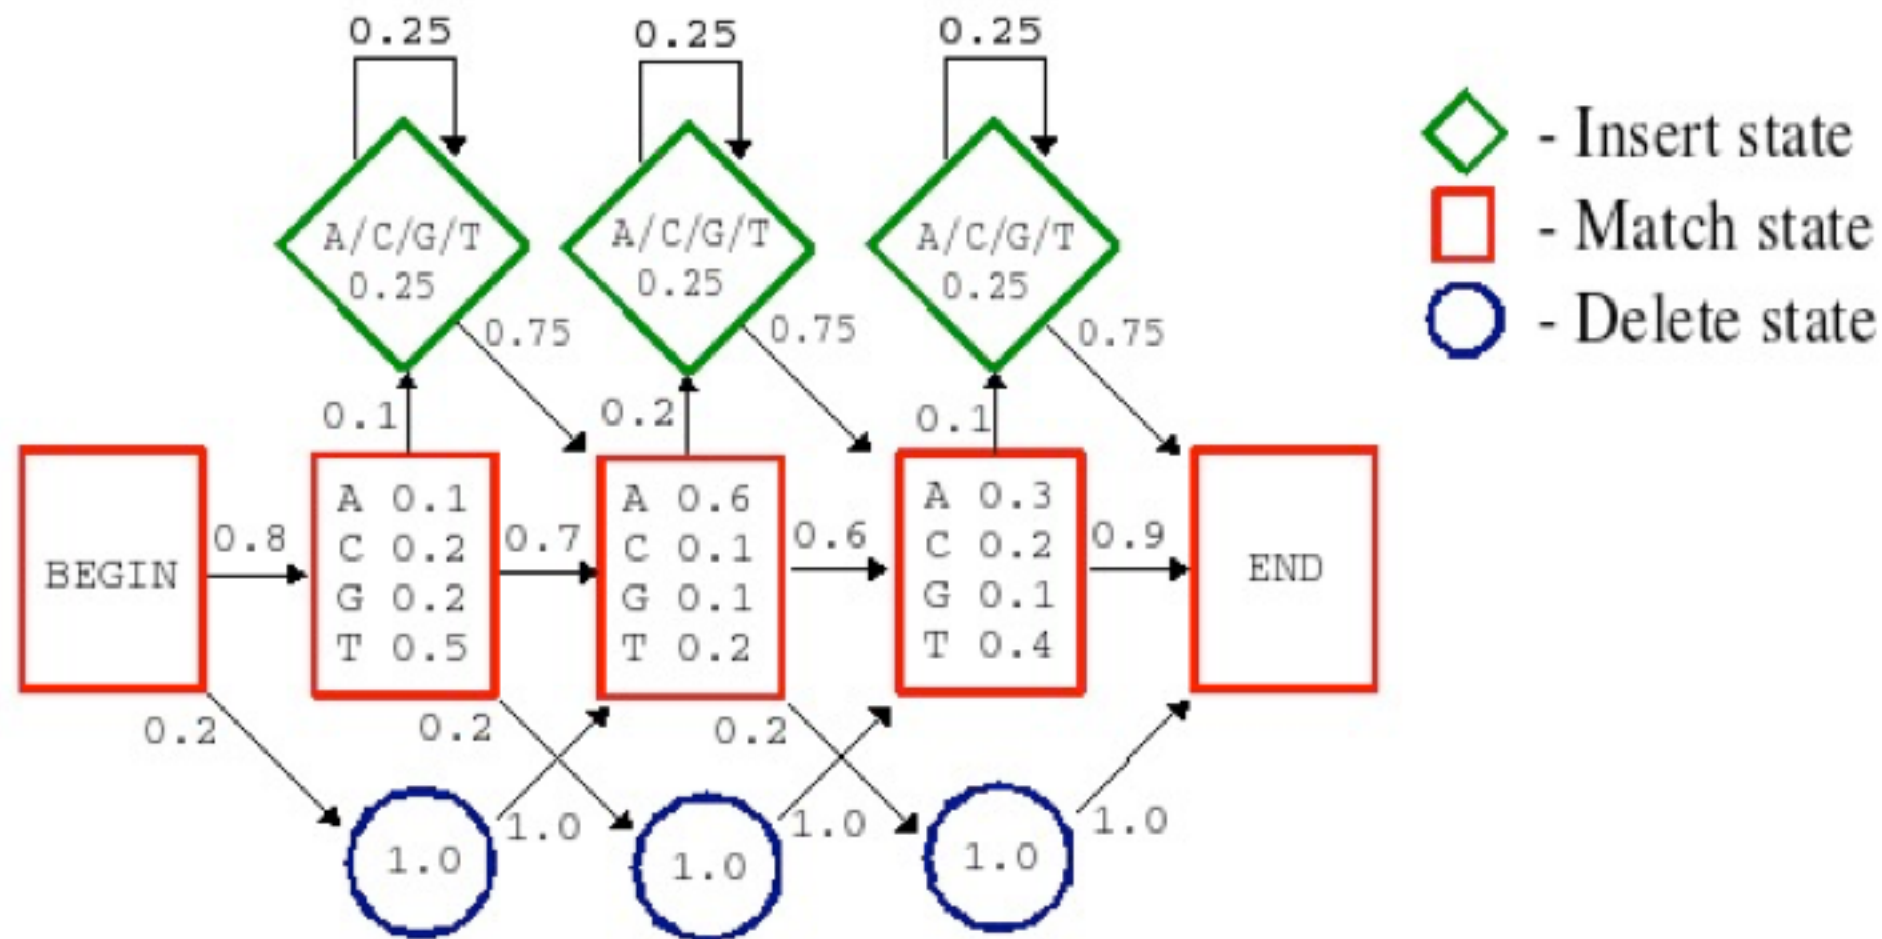 0.25 0.25 0.25
A/C/G/T A/C/G/T A/C/G/T
0.25 0.25 0.25
- Insert state
- Match state
- Delete state
0.75 0.75 0.75
0.1 0.2 0.1
BEGIN
0.8
A 0.1
C 0.2
G 0.2
T 0.5
0.7
A 0.6
C 0.1
G 0.1
T 0.2
0.6
A 0.3
C 0.2
G 0.1
T 0.4
0.9
END
0.2 0.2 0.2
1.0 1.0 1.0
1.0 1.0 1.0